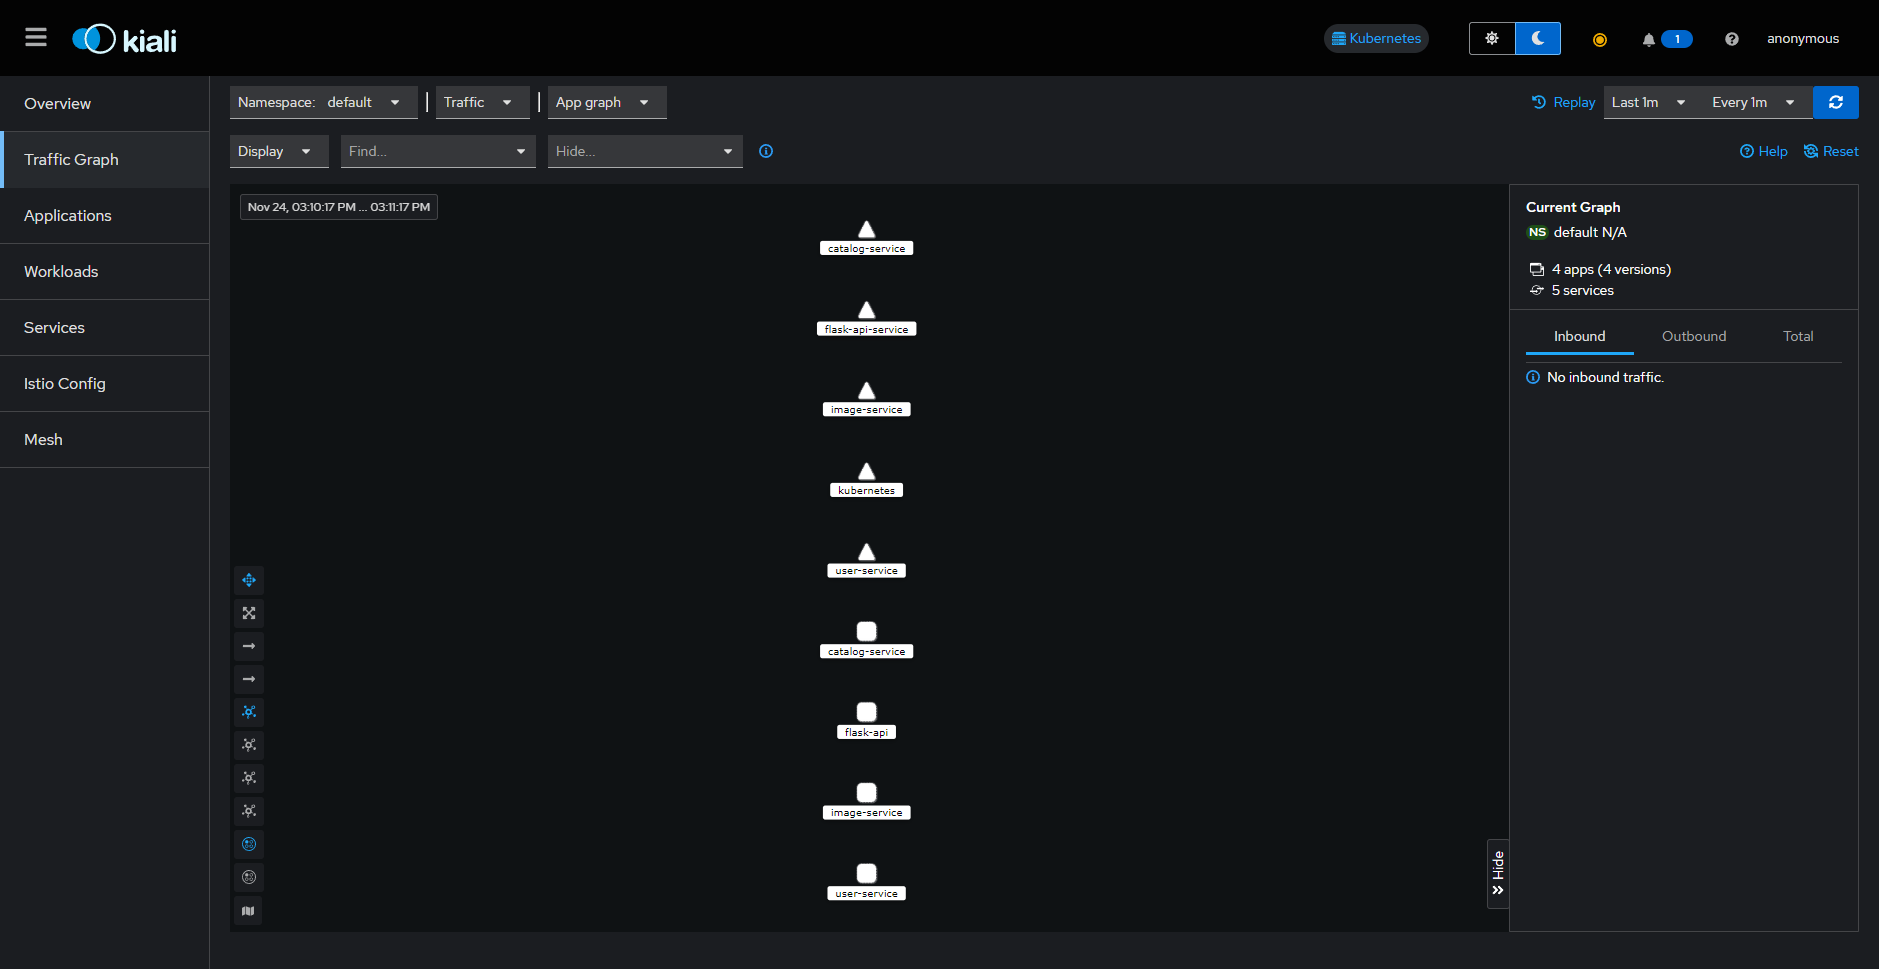 kiali
Kubernetes
1
anonymous
Overview
Traffic Graph
Applications
Workloads
Services
Istio Config
Mesh
Namespace: default
Traffic
App graph
Replay
Last 1m
Every 1m
Display
Find...
Hide...
Help
Reset
Nov 24, 03:10:17 PM ... 03:11:17 PM
catalog-service
flask-api-service
image-service
kubernetes
user-service
catalog-service
flask-api
image-service
user-service
Hide
Current Graph
NS default N/A
4 apps (4 versions)
5 services
Inbound
Outbound
Total
No inbound traffic.